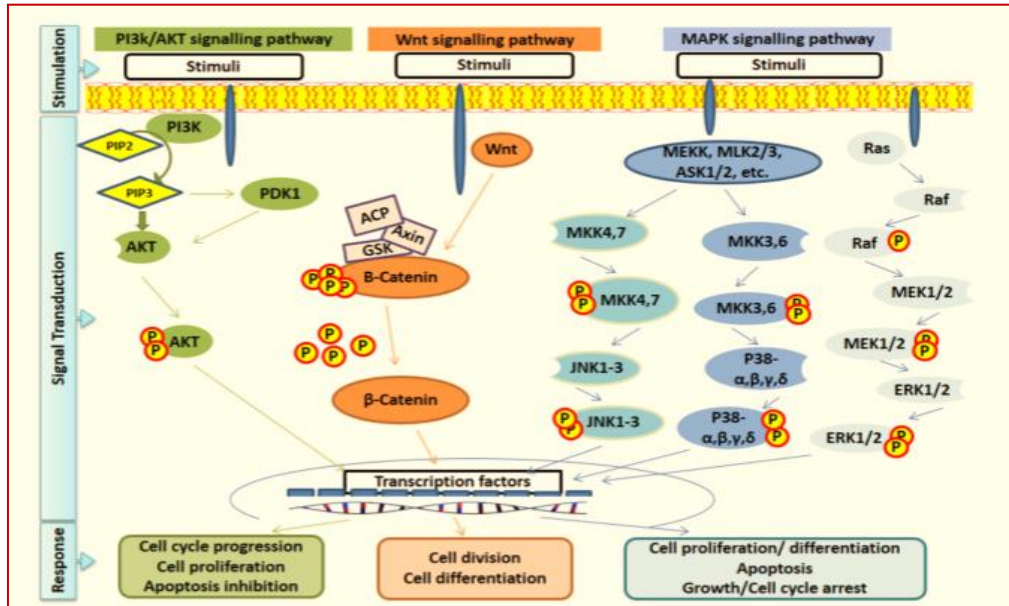 PI3k/AKT signalling pathway
Wnt signalling pathway
MAPK signalling pathway
Stimulation
Stimuli
Stimuli
Stimuli
Signal Transduction
PI3K
PIP2
PIP3
PDK1
AKT
P
P
AKT
Wnt
ACP
Axin
GSK
P
P
P
P
B-Catenin
P
P
P
P
β-Catenin
MEKK, MLK2/3,
ASK1/2, etc.
MKK4,7
P
P
MKK4,7
JNK1-3
P
P
JNK1-3
MKK3,6
MKK3,6
P
P
P38-
α,β,γ,δ
P38-
α,β,γ,δ
P
P
Ras
Raf
Raf
P
MEK1/2
MEK1/2
P
P
ERK1/2
ERK1/2
P
P
Transcription factors
Response
Cell cycle progression
Cell proliferation
Apoptosis inhibition
Cell division
Cell differentiation
Cell proliferation/ differentiation
Apoptosis
Growth/Cell cycle arrest